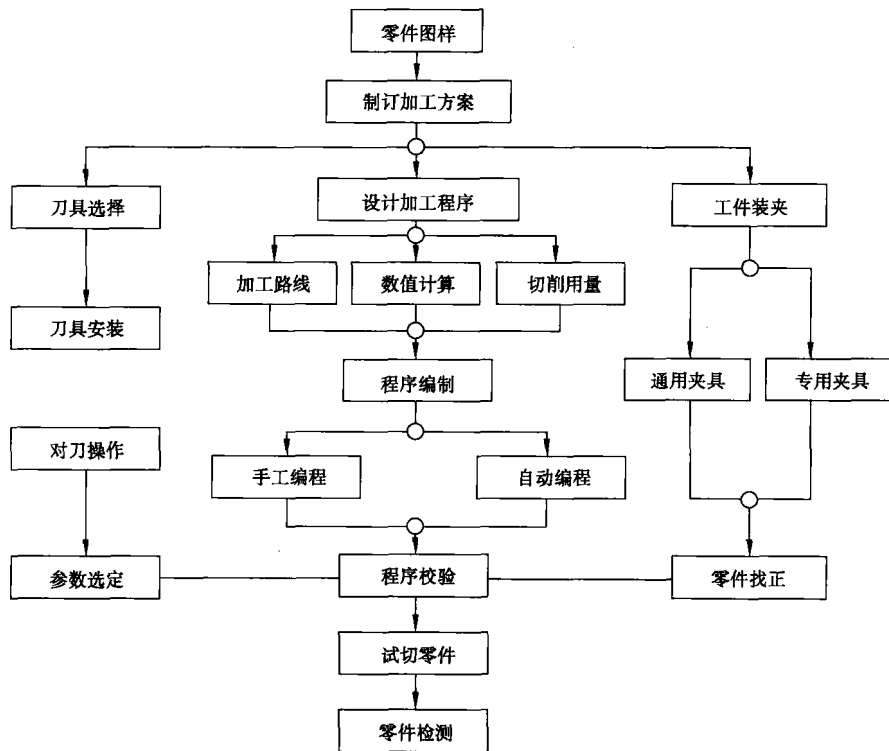 零件图样
制订加工方案
刀具选择
设计加工程序
工件装夹
加工路线
数值计算
切削用量
刀具安装
程序编制
通用夹具
专用夹具
对刀操作
手工编程
自动编程
参数选定
程序校验
零件找正
试切零件
零件检测